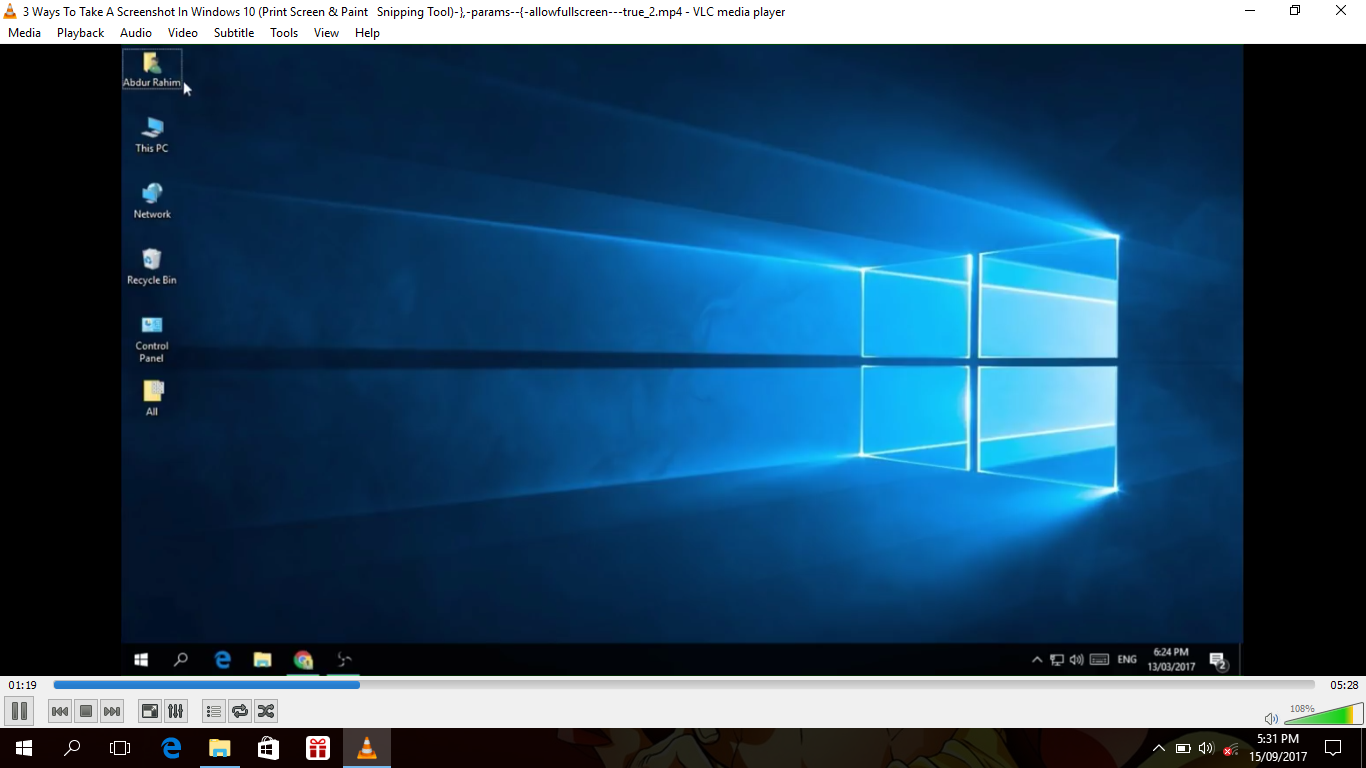 3 Ways To Take A Screenshot In Windows 10 (Print Screen & Paint   Snipping Tool)-},-params--{-allowfullscreen---true_2.mp4 - VLC media player
Media Playback Audio Video Subtitle Tools View Help
Abdur Rahim
This PC
Network
Recycle Bin
Control
Panel
All
ENG
6:24 PM
13/03/2017
2
01:19
05:28
108%
5:31 PM
15/09/2017